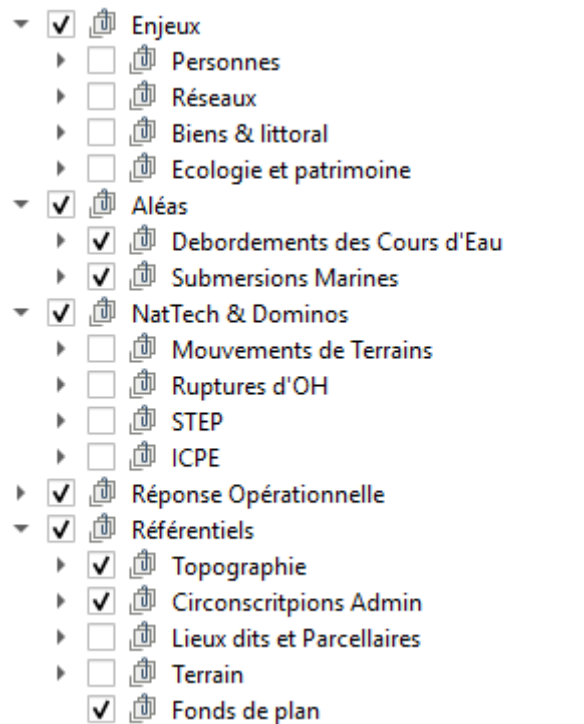 Enjeux
Personnes
Réseaux
Biens & littoral
Ecologie et patrimoine
Aléas
Debordements des Cours d'Eau
Submersions Marines
NatTech & Dominos
Mouvements de Terrains
Ruptures d'OH
STEP
ICPE
Réponse Opérationnelle
Référentiels
Topographie
Circonscritpions Admin
Lieux dits et Parcellaires
Terrain
Fonds de plan